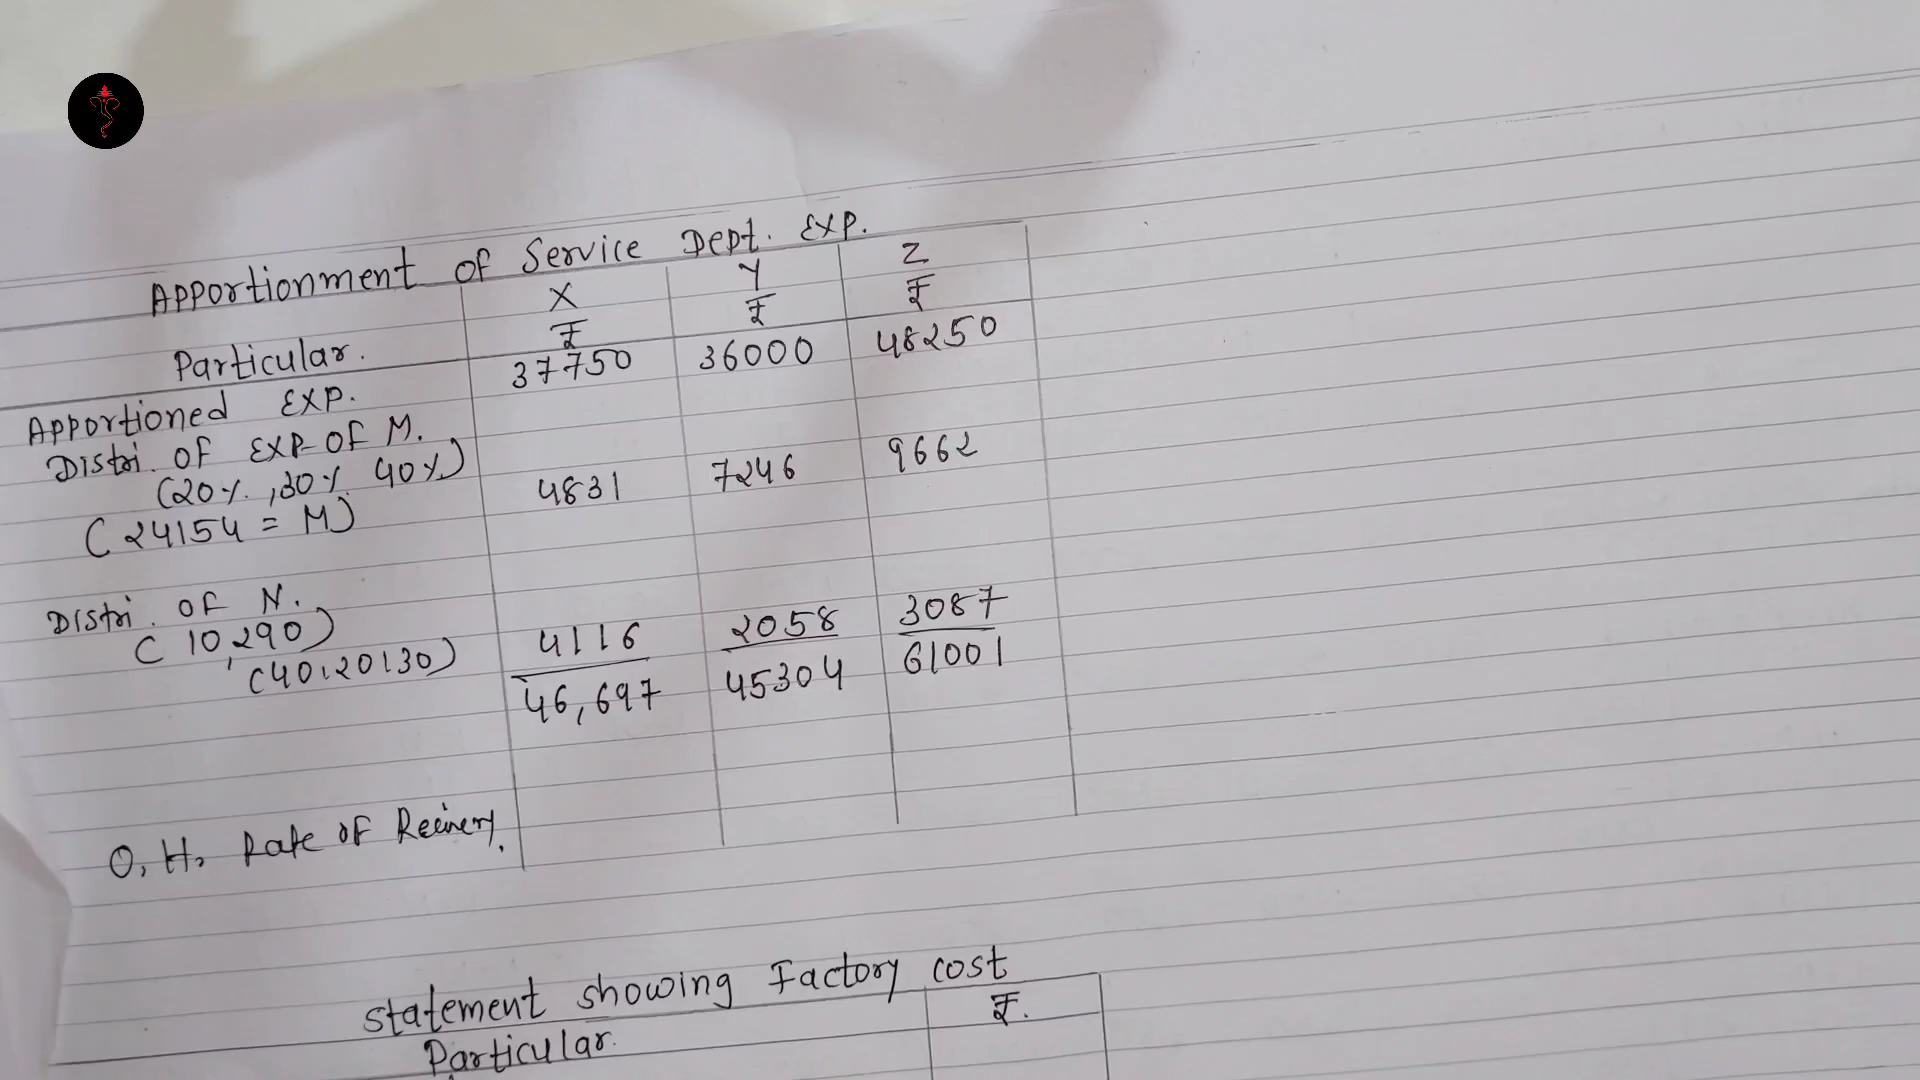 Apportionment of Service Dept. Exp.
Particular. X Y Z
₹ ₹ ₹
Apportioned Exp. 37750 36000 48250
Distri. of Exp of M.
(20%, 30% 40%) 4831 7246 9662
(24154 = M)
Distri. of N.
(10,290) 4116 2058 3087
(40,20,30) 46,697 45304 61001
O.H. Rate of
Statement showing Factory cost
Particular. ₹.